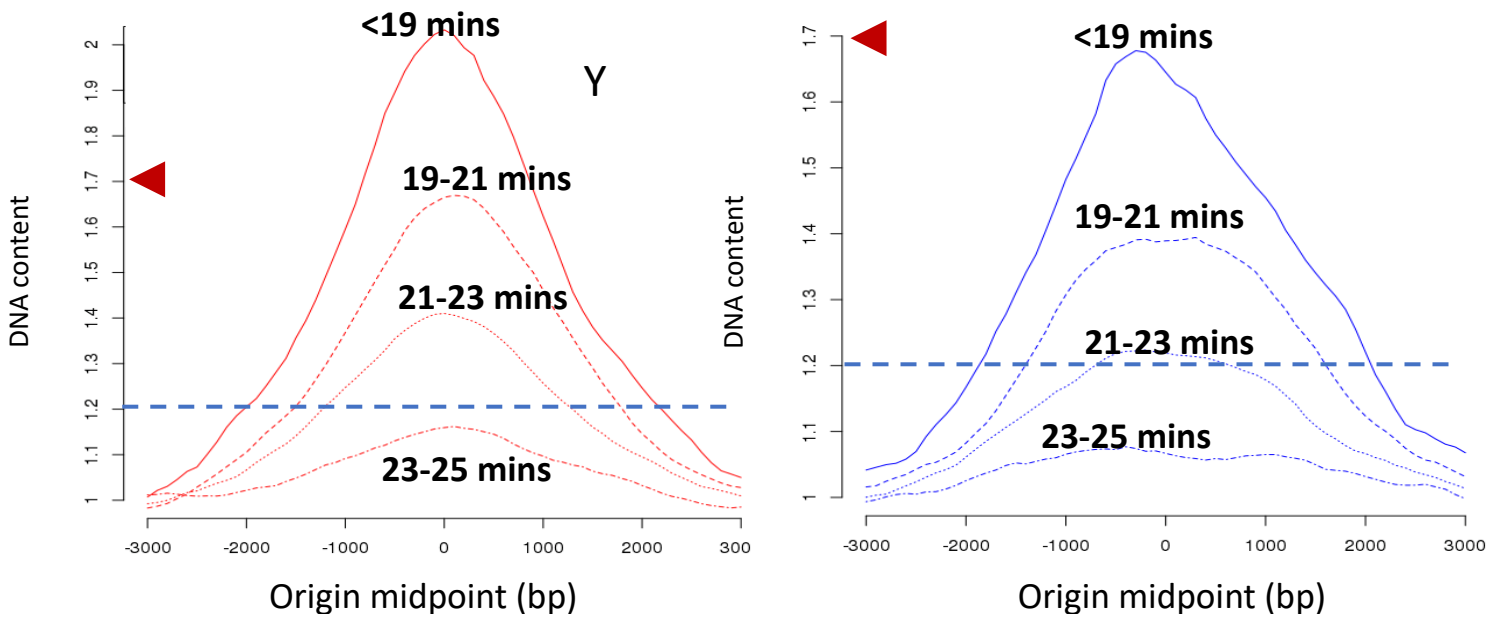 <19 mins
Y
19-21 mins
21-23 mins
23-25 mins
DNA content
2
1.9
1.8
1.7
1.6
1.5
1.4
1.3
1.2
1.1
1
-3000 -2000 -1000 0 1000 2000 300
Origin midpoint (bp)
<19 mins
19-21 mins
21-23 mins
23-25 mins
DNA content
1.7
1.6
1.5
1.4
1.3
1.2
1.1
1
-3000 -2000 -1000 0 1000 2000 3000
Origin midpoint (bp)